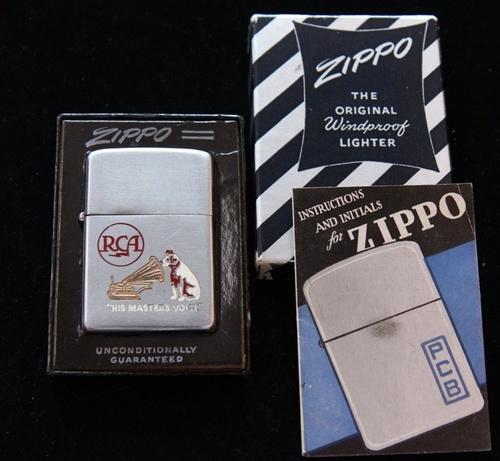 ZIPPO
RCA
"HIS MASTERS VOICE"
UNCONDITIONALLY
GUARANTEED
ZIPPO
THE
ORIGINAL
Windproof
LIGHTER
INSTRUCTIONS
AND INITIALS
for ZIPPO
PCB